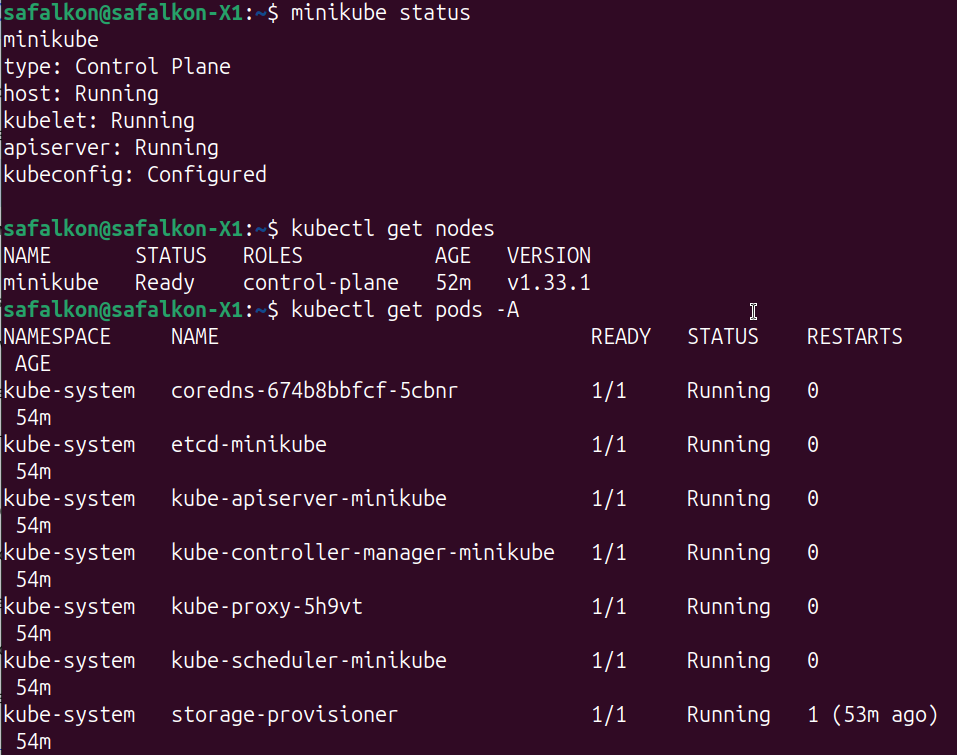 safalkon@safalkon-X1:~$ minikube status
minikube
type: Control Plane
host: Running
kubelet: Running
apiserver: Running
kubeconfig: Configured
safalkon@safalkon-X1:~$ kubectl get nodes
NAME       STATUS   ROLES           AGE   VERSION
minikube   Ready    control-plane   52m   v1.33.1
safalkon@safalkon-X1:~$ kubectl get pods -A
NAMESPACE     NAME                               READY   STATUS    RESTARTS
 AGE
kube-system   coredns-674b8bbfcf-5cbnr           1/1     Running   0
 54m
kube-system   etcd-minikube                      1/1     Running   0
 54m
kube-system   kube-apiserver-minikube            1/1     Running   0
 54m
kube-system   kube-controller-manager-minikube   1/1     Running   0
 54m
kube-system   kube-proxy-5h9vt                   1/1     Running   0
 54m
kube-system   kube-scheduler-minikube            1/1     Running   0
 54m
kube-system   storage-provisioner                1/1     Running   1 (53m ago)
 54m